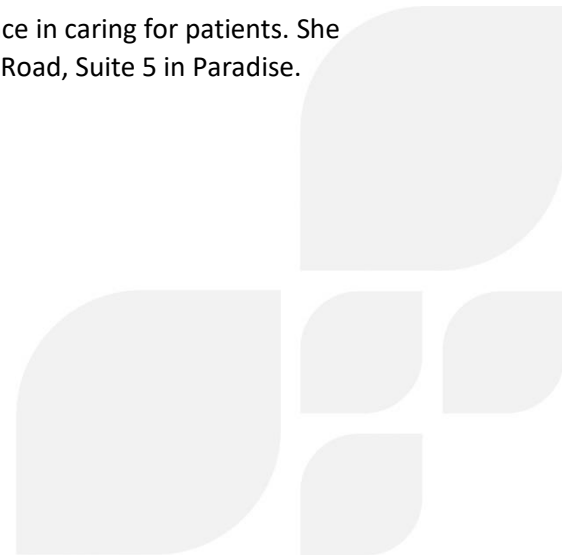 ce in caring for patients. She
Road, Suite 5 in Paradise.